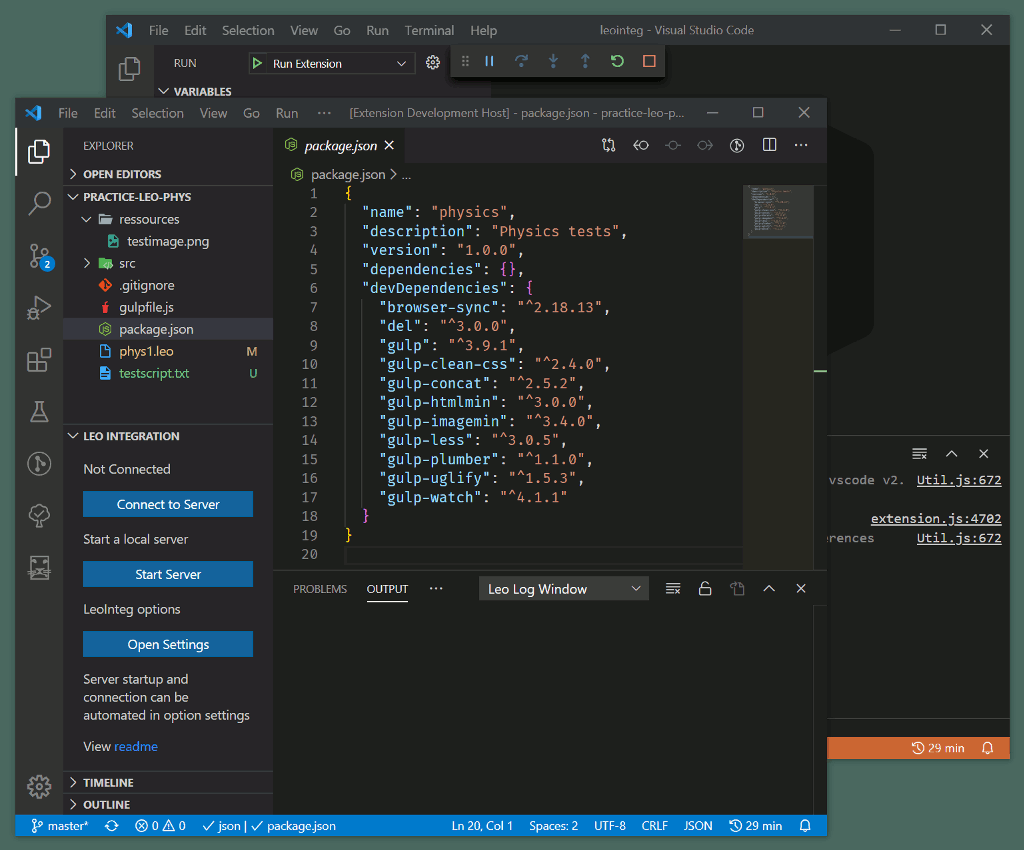 File Edit Selection View Go Run Terminal Help leointeg - Visual Studio Code
RUN Run Extension
VARIABLES
File Edit Selection View Go Run ··· [Extension Development Host] - package.json - practice-leo-p...
EXPLORER
OPEN EDITORS
PRACTICE-LEO-PHYS
ressources
testimage.png
src
.gitignore
gulpfile.js
package.json
phys1.leo M
testscript.txt U
2
LEO INTEGRATION
Not Connected
Connect to Server
Start a local server
Start Server
LeoInteg options
Open Settings
Server startup and
connection can be
automated in option settings
View readme
TIMELINE
OUTLINE
package.json
package.json > ...
1 {
2 "name": "physics",
3 "description": "Physics tests",
4 "version": "1.0.0",
5 "dependencies": {},
6 "devDependencies": {
7 "browser-sync": "^2.18.13",
8 "del": "^3.0.0",
9 "gulp": "^3.9.1",
10 "gulp-clean-css": "^2.4.0",
11 "gulp-concat": "^2.5.2",
12 "gulp-htmlmin": "^3.0.0",
13 "gulp-imagemin": "^3.4.0",
14 "gulp-less": "^3.0.5",
15 "gulp-plumber": "^1.1.0",
16 "gulp-uglify": "^1.5.3",
17 "gulp-watch": "^4.1.1"
18 }
19 }
20
PROBLEMS OUTPUT ··· Leo Log Window
vscode v2. Util.js:672
extension.js:4702
erences Util.js:672
29 min
master* 0 0 json | package.json Ln 20, Col 1 Spaces: 2 UTF-8 CRLF JSON 29 min